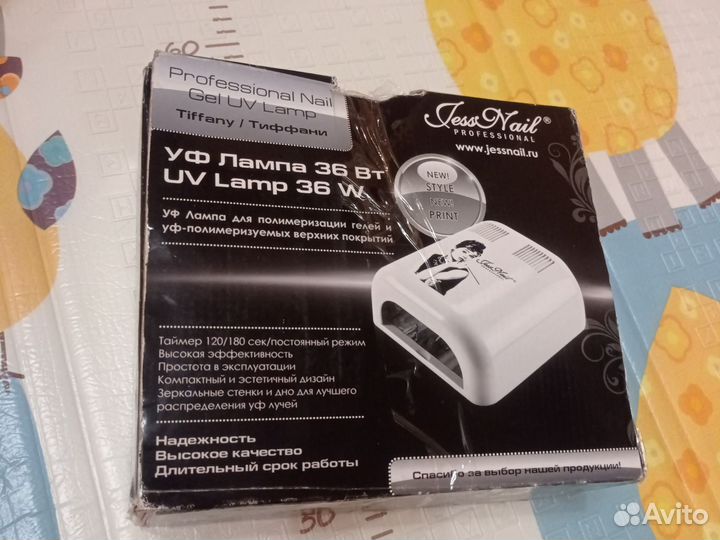 Professional Nail
Gel UV Lamp
Tiffany / Тиффани
УФ Лампа 36 Вт
UV Lamp 36 W
УФ Лампа для полимеризации гелей и
уф-полимеризуемых верхних покрытий
JessNail®
PROFESSIONAL
www.jessnail.ru
NEW!
STYLE
NEW!
PRINT
JessNail
Таймер 120/180 сек/постоянный режим
Высокая эффективность
Простота в эксплуатации
Компактный и эстетичный дизайн
Зеркальные стенки и дно для лучшего
распределения уф лучей
Надежность
Высокое качество
Длительный срок работы
Спасибо за выбор нашей продукции!
60
50
Avito